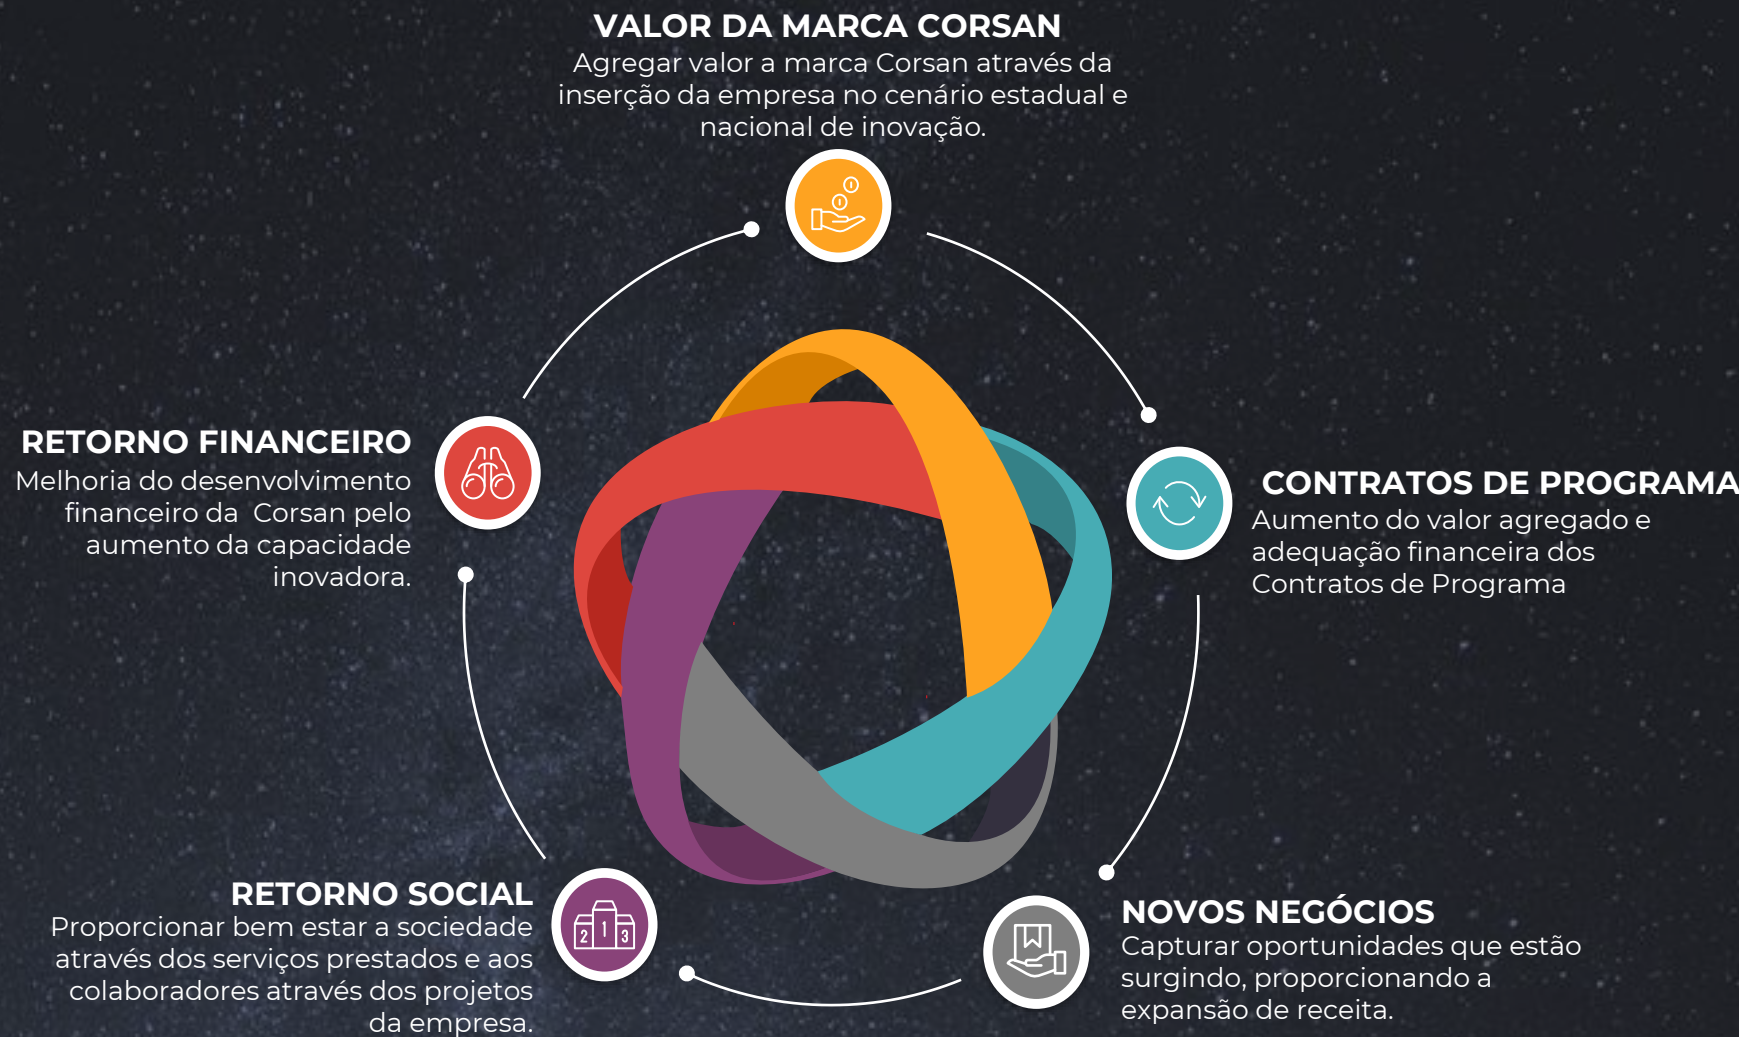 VALOR DA MARCA CORSAN
Agregar valor a marca Corsan através da
inserção da empresa no cenário estadual e
nacional de inovação.
RETORNO FINANCEIRO
Melhoria do desenvolvimento
financeiro da  Corsan pelo
aumento da capacidade
inovadora.
CONTRATOS DE PROGRAMA
Aumento do valor agregado e
adequação financeira dos
Contratos de Programa
RETORNO SOCIAL
Proporcionar bem estar a sociedade
através dos serviços prestados e aos
colaboradores através dos projetos
da empresa.
2 1 3
NOVOS NEGÓCIOS
Capturar oportunidades que estão
surgindo, proporcionando a
expansão de receita.